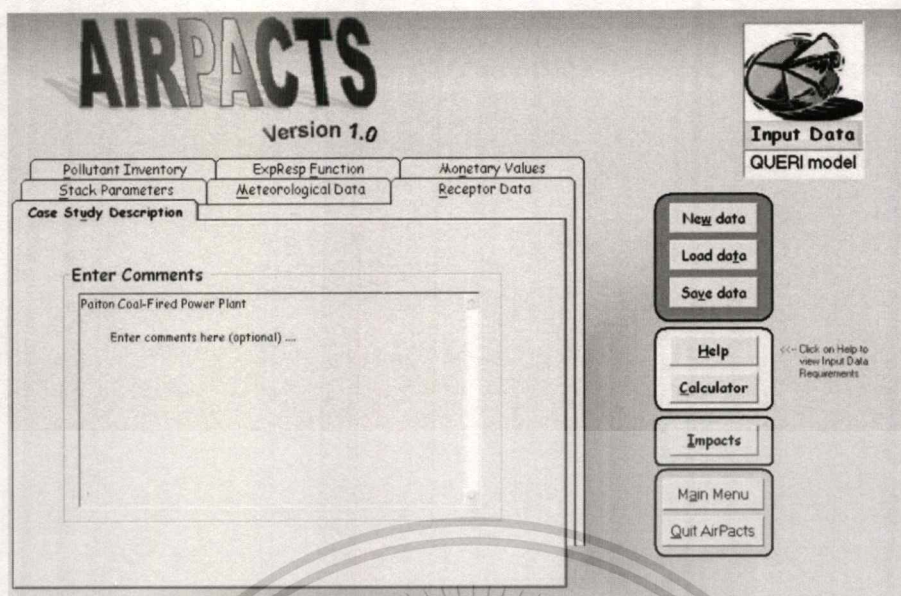 AIRPACTS
Version 1.0
Input Data
QUERI model
Pollutant Inventory
ExpResp Function
Monetary Values
Stack Parameters
Meteorological Data
Receptor Data
Case Study Description
Enter Comments
Paiton Coal-Fired Power Plant
Enter comments here (optional) ....
New data
Load data
Save data
Help
Calculator
<<-- Click on Help to
view Input Data
Requirements
Impacts
Main Menu
Quit AirPacts